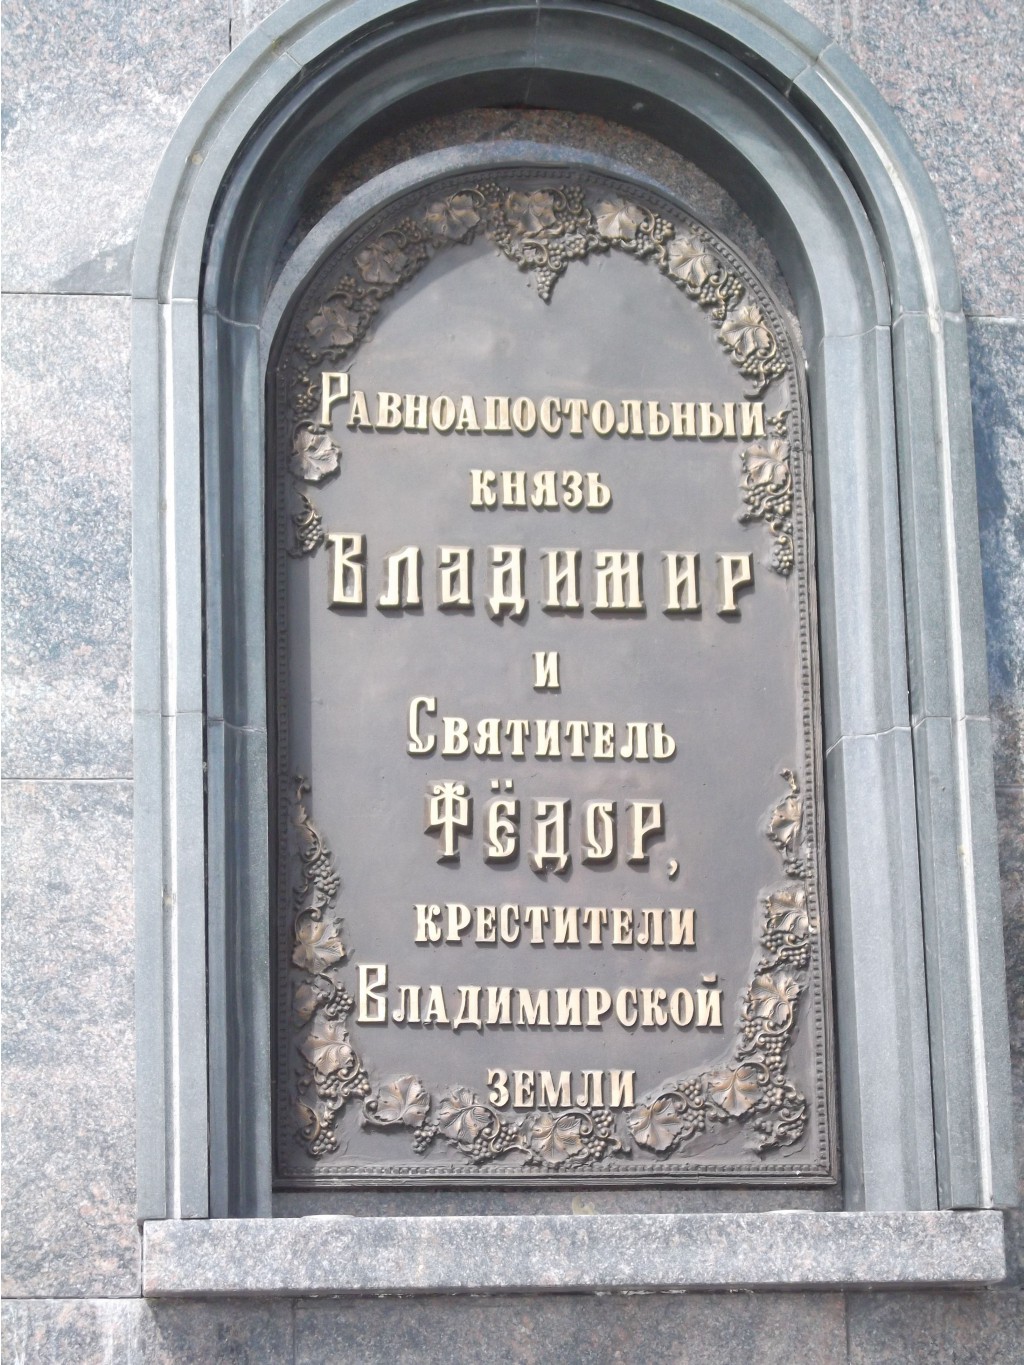 Равноапостольный
князь
Владимир
и
Святитель
Фёдор,
крестители
Владимирской
земли